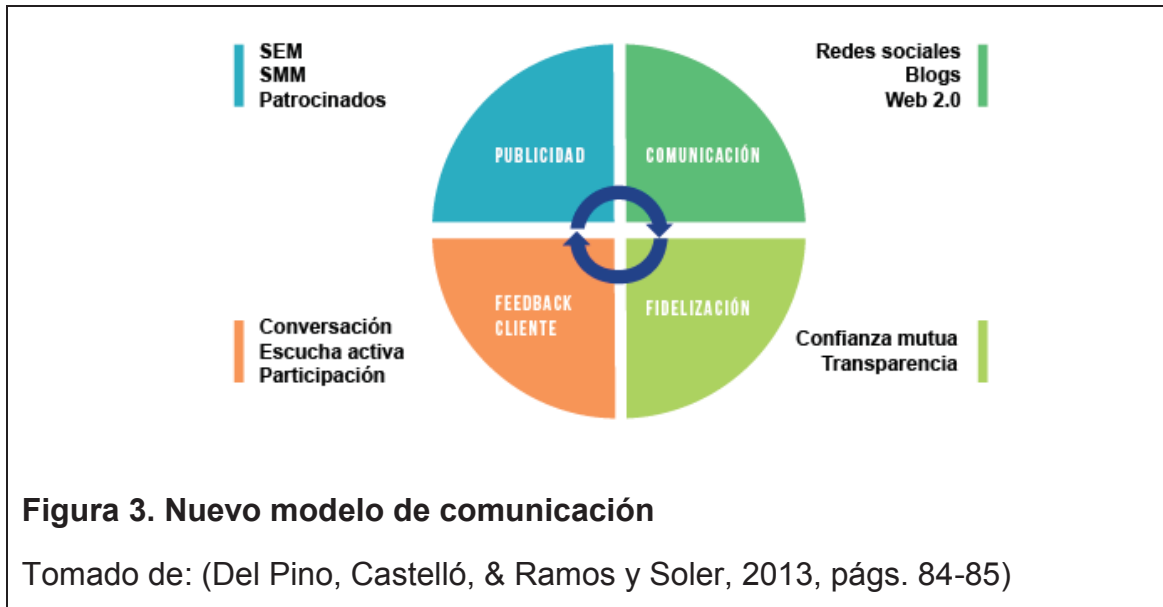 SEM
SMM
Patrocinados
Redes sociales
Blogs
Web 2.0
PUBLICIDAD
COMUNICACIÓN
FEEDBACK
CLIENTE
FIDELIZACIÓN
Conversación
Escucha activa
Participación
Confianza mutua
Transparencia
Figura 3. Nuevo modelo de comunicación
Tomado de: (Del Pino, Castelló, & Ramos y Soler, 2013, págs. 84-85)